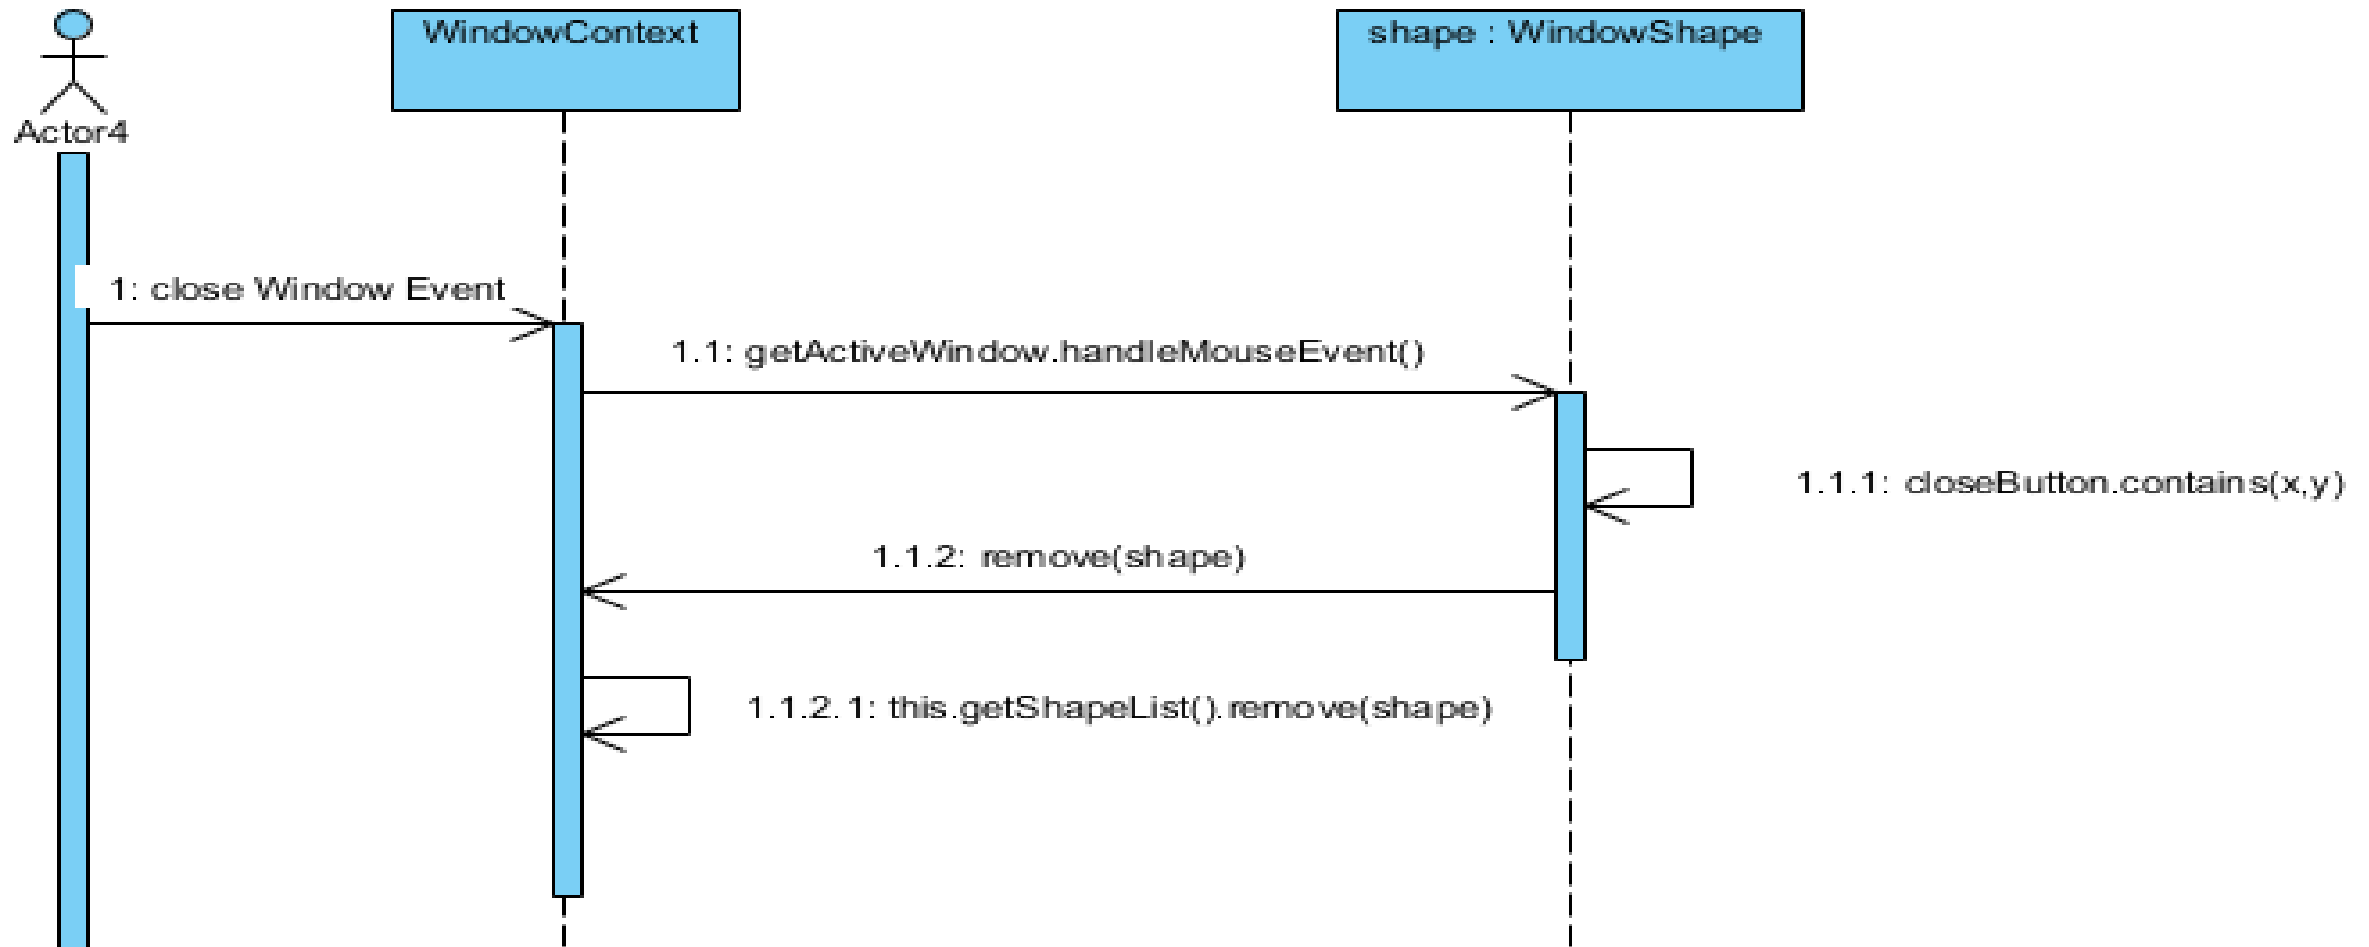 WindowContext
shape : WindowShape
Actor4
1: close Window Event
1.1: getActiveWindow.handleMouseEvent()
1.1.1: closeButton.contains(x,y)
1.1.2: remove(shape)
1.1.2.1: this.getShapeList().remove(shape)